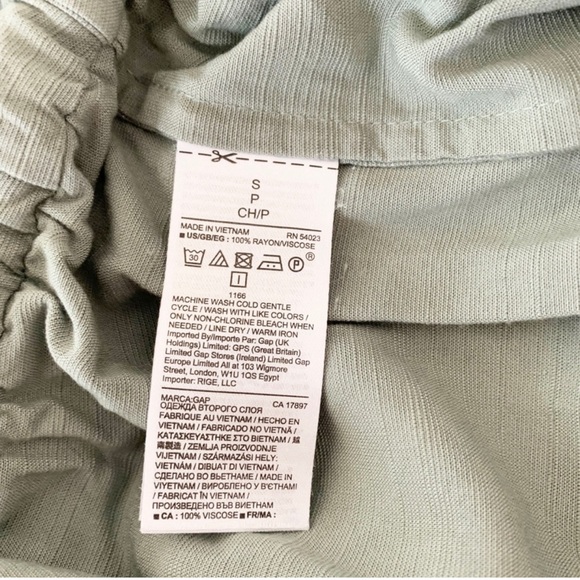 S
P
CH/P
MADE IN VIETNAM RN 54023
■ US/GB/EG : 100% RAYON/VISCOSE
30 P ®
I
1166
MACHINE WASH COLD GENTLE
CYCLE / WASH WITH LIKE COLORS /
ONLY NON-CHLORINE BLEACH WHEN
NEEDED / LINE DRY / WARM IRON
Imported By/Importe Par: Gap (UK
Holdings) Limited: GPS (Great Britain)
Limited Gap Stores (Ireland) Limited Gap
Europe Limited All at 103 Wigmore
Street, London, W1U 1QS Egypt
Importer: RIGE, LLC
MARCA:GAP CA 17897
ОДЕЖДА ВТОРОГО СЛОЯ
FABRIQUE AU VIETNAM / HECHO EN
VIETNAM / FABRICADO NO VIETNÃ /
ΚΑΤΑΣΚΕΥΑΣΤΗΚΕ ΣΤΟ ΒΙΕΤΝΑΜ / 越
南製造 / ZEMLJA PROIZVODNJE
VIJETNAM / SZÁRMAZÁSI HELY:
VIETNÁM / DIBUAT DI VIETNAM /
СДЕЛАНО ВО ВЬЕТНАМЕ / MADE IN
VIYETNAM / ВИРОБЛЕНО У В'ЄТНАМІ
/ FABRICAT ÎN VIETNAM /
ПРОИЗВЕДЕНО ВЪВ ВИЕТНАМ
■ CA : 100% VISCOSE ■ FR/MA :